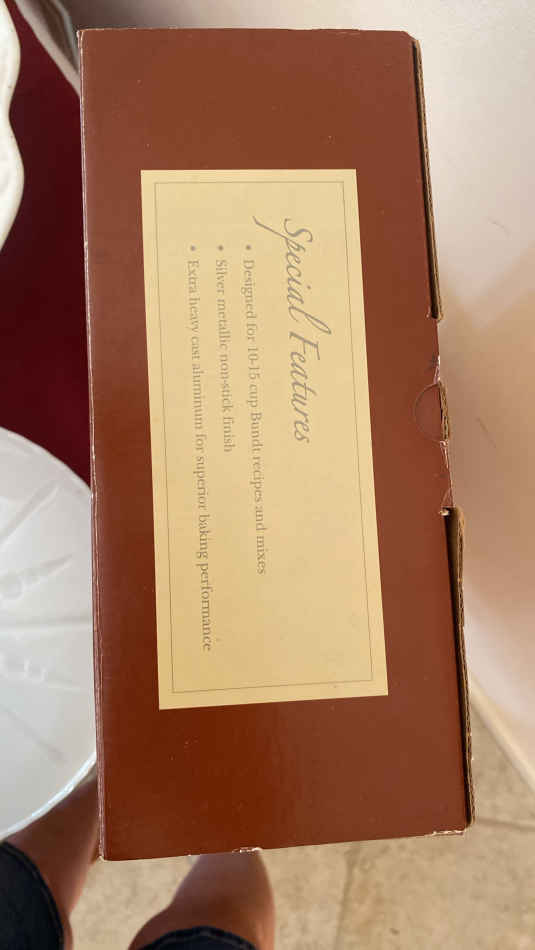 Special Features
• Designed for 10-15 cup Bundt recipes and mixes
• Silver metallic non-stick finish
• Extra heavy cast aluminum for superior baking performance